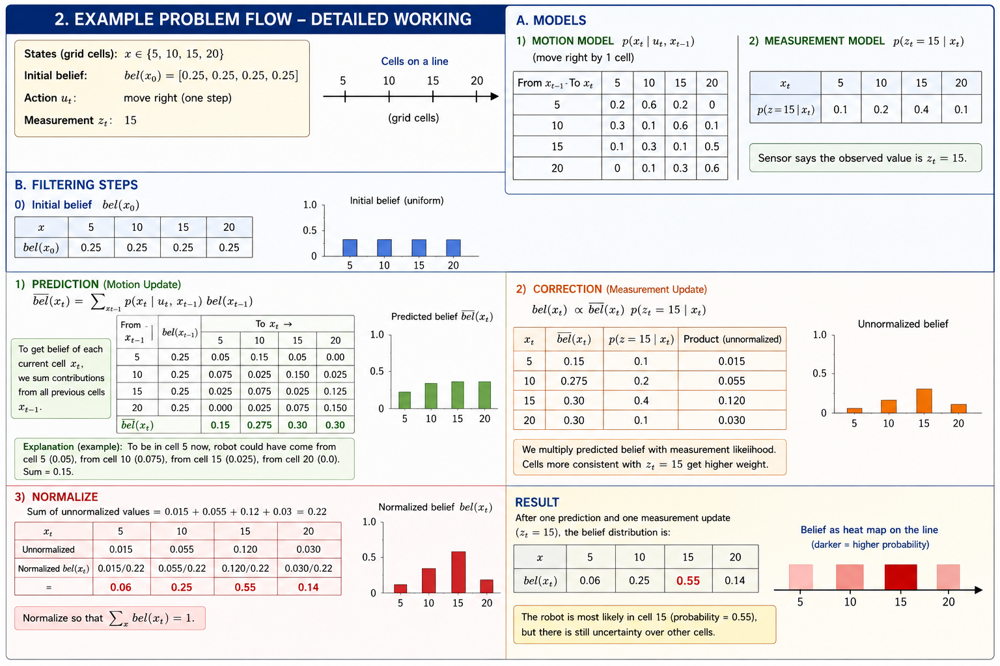 2. EXAMPLE PROBLEM FLOW – DETAILED WORKING
States (grid cells): x ∈ {5, 10, 15, 20}
Initial belief: bel(x₀) = [0.25, 0.25, 0.25, 0.25]
Action uₜ: move right (one step)
Measurement zₜ: 15
Cells on a line
5 10 15 20
(grid cells)
A. MODELS
1) MOTION MODEL p(xₜ | uₜ, xₜ₋₁)
(move right by 1 cell)
From xₜ₋₁ - To xₜ 5 10 15 20
5 0.2 0.6 0.2 0
10 0.3 0.1 0.6 0.1
15 0.1 0.3 0.1 0.5
20 0 0.1 0.3 0.6
2) MEASUREMENT MODEL p(zₜ = 15 | xₜ)
xₜ 5 10 15 20
p(z = 15 | xₜ) 0.1 0.2 0.4 0.1
Sensor says the observed value is zₜ = 15.
B. FILTERING STEPS
0) Initial belief bel(x₀)
x 5 10 15 20
bel(x₀) 0.25 0.25 0.25 0.25
Initial belief (uniform)
1.0
0.5
0
5 10 15 20
1) PREDICTION (Motion Update)
b̅e̅l̅(xₜ) = ∑xₜ₋₁ p(xₜ | uₜ, xₜ₋₁) bel(xₜ₋₁)
To get belief of each
current cell xₜ,
we sum contributions
from all previous cells
xₜ₋₁.
From - xₜ₋₁ | bel(xₜ₋₁) To xₜ →
5 10 15 20
5 0.25 0.05 0.15 0.05 0.00
10 0.25 0.075 0.025 0.150 0.025
15 0.25 0.025 0.075 0.025 0.125
20 0.25 0.000 0.025 0.075 0.150
b̅e̅l̅(xₜ) 0.15 0.275 0.30 0.30
Explanation (example): To be in cell 5 now, robot could have come from
cell 5 (0.05), from cell 10 (0.075), from cell 15 (0.025), from cell 20 (0.0).
Sum = 0.15.
Predicted belief b̅e̅l̅(xₜ)
1.0
0.5
0
5 10 15 20
2) CORRECTION (Measurement Update)
bel(xₜ) ∝ b̅e̅l̅(xₜ) p(zₜ = 15 | xₜ)
xₜ b̅e̅l̅(xₜ) p(z = 15 | xₜ) Product (unnormalized)
5 0.15 0.1 0.015
10 0.275 0.2 0.055
15 0.30 0.4 0.120
20 0.30 0.1 0.030
We multiply predicted belief with measurement likeiihood.
Cells more consistent with zₜ = 15 get higher weight.
Unnormalized belief
1.0
0.5
0
5 10 15 20
3) NORMALIZE
Sum of unnormalized values = 0.015 + 0.055 + 0.12 + 0.03 = 0.22
xₜ 5 10 15 20
Unnormalized 0.015 0.055 0.120 0.030
Normalized bel(xₜ) 0.015/0.22 0.055/0.22 0.120/0.22 0.030/0.22
= 0.06 0.25 0.55 0.14
Normalize so that ∑ₓ bel(xₜ) = 1.
Normalized belief bel(xₜ)
1.0
0.5
0
5 10 15 20
RESULT
After one prediction and one measurement update
(zₜ = 15), the belief distribution is:
x 5 10 15 20
bel(xₜ) 0.06 0.25 0.55 0.14
The robot is most likely in cell 15 (probability = 0.55),
but there is still uncertainty over other cells.
Belief as heat map on the line
(darker = higher probability)
5 10 15 20